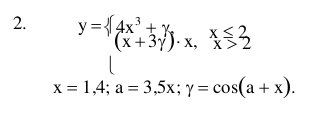 2. y = { 4x³ + γ, x ≤ 2
(x + 3γ) · x, x > 2
x = 1,4; a = 3,5x; γ = cos(a + x).